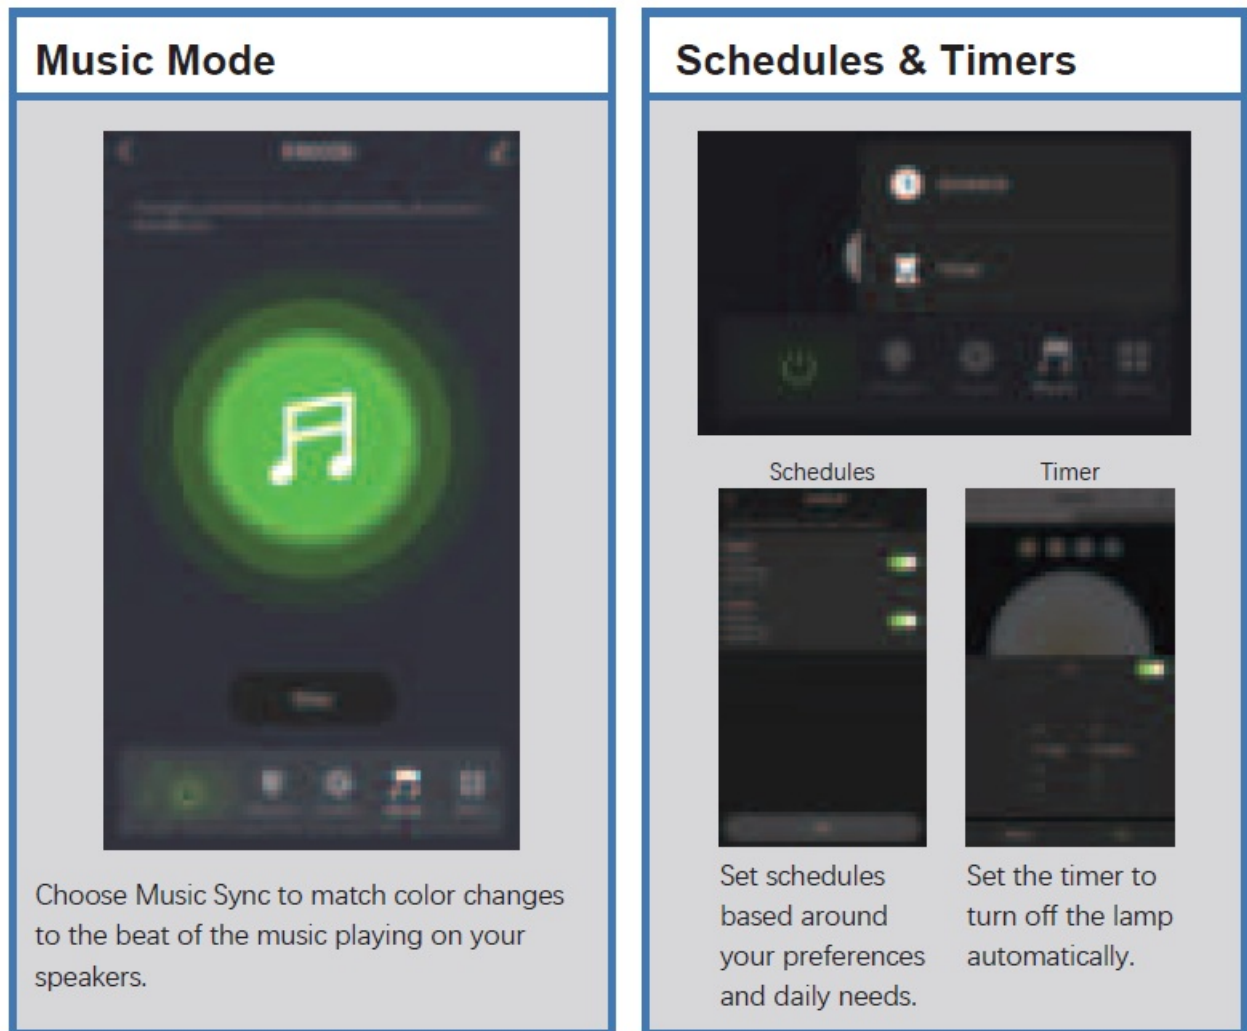 Music Mode
Choose Music Sync to match color changes
to the beat of the music playing on your
speakers.
Schedules & Timers
Schedules
Set schedules
based around
your preferences
and daily needs.
Timer
Set the timer to
turn off the lamp
automatically.